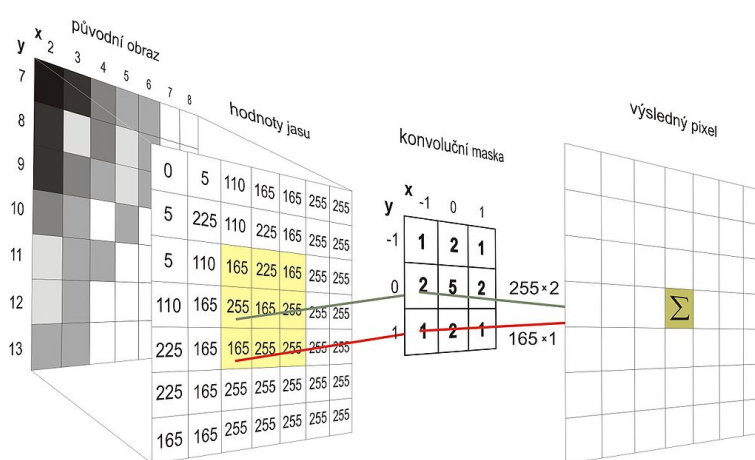 původní obraz
x 2 3 4 5 6 7 8
y
7
8
9
10
11
12
13
hodnoty jasu
0 5 110 165 165 255 255
5 225 110 225 165 255 255
5 110 165 225 165 255 255
110 165 255 165 255 255 255
225 165 165 255 255 255 255
225 165 255 255 255 255 255
165 165 255 255 255 255 255
konvoluční maska
x -1 0 1
y
-1 1 2 1
0 2 5 2
1 1 2 1
255×2
165×1
výsledný pixel
Σ